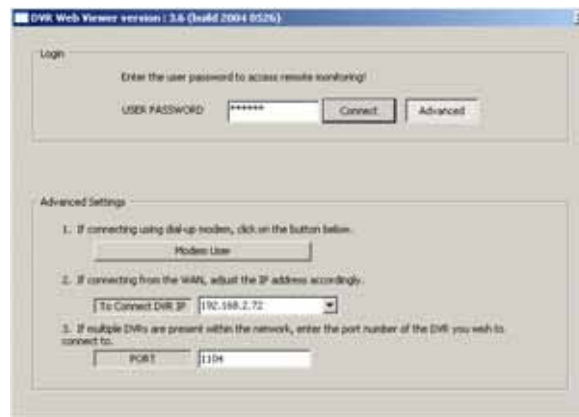 DVR Web Viewer version : 3.6 (build 2004 0526)
Login
Enter the user password to access remote monitoring!
USER PASSWORD ****** Connect Advanced
Advanced Settings
1. If connecting using dial-up modem, click on the button below.
Modem User
2. If connecting from the WAN, adjust the IP address accordingly.
To Connect DVR IP 192.168.2.72
3. If multiple DVRs are present within the network, enter the port number of the DVR you wish to
connect to.
PORT 1104